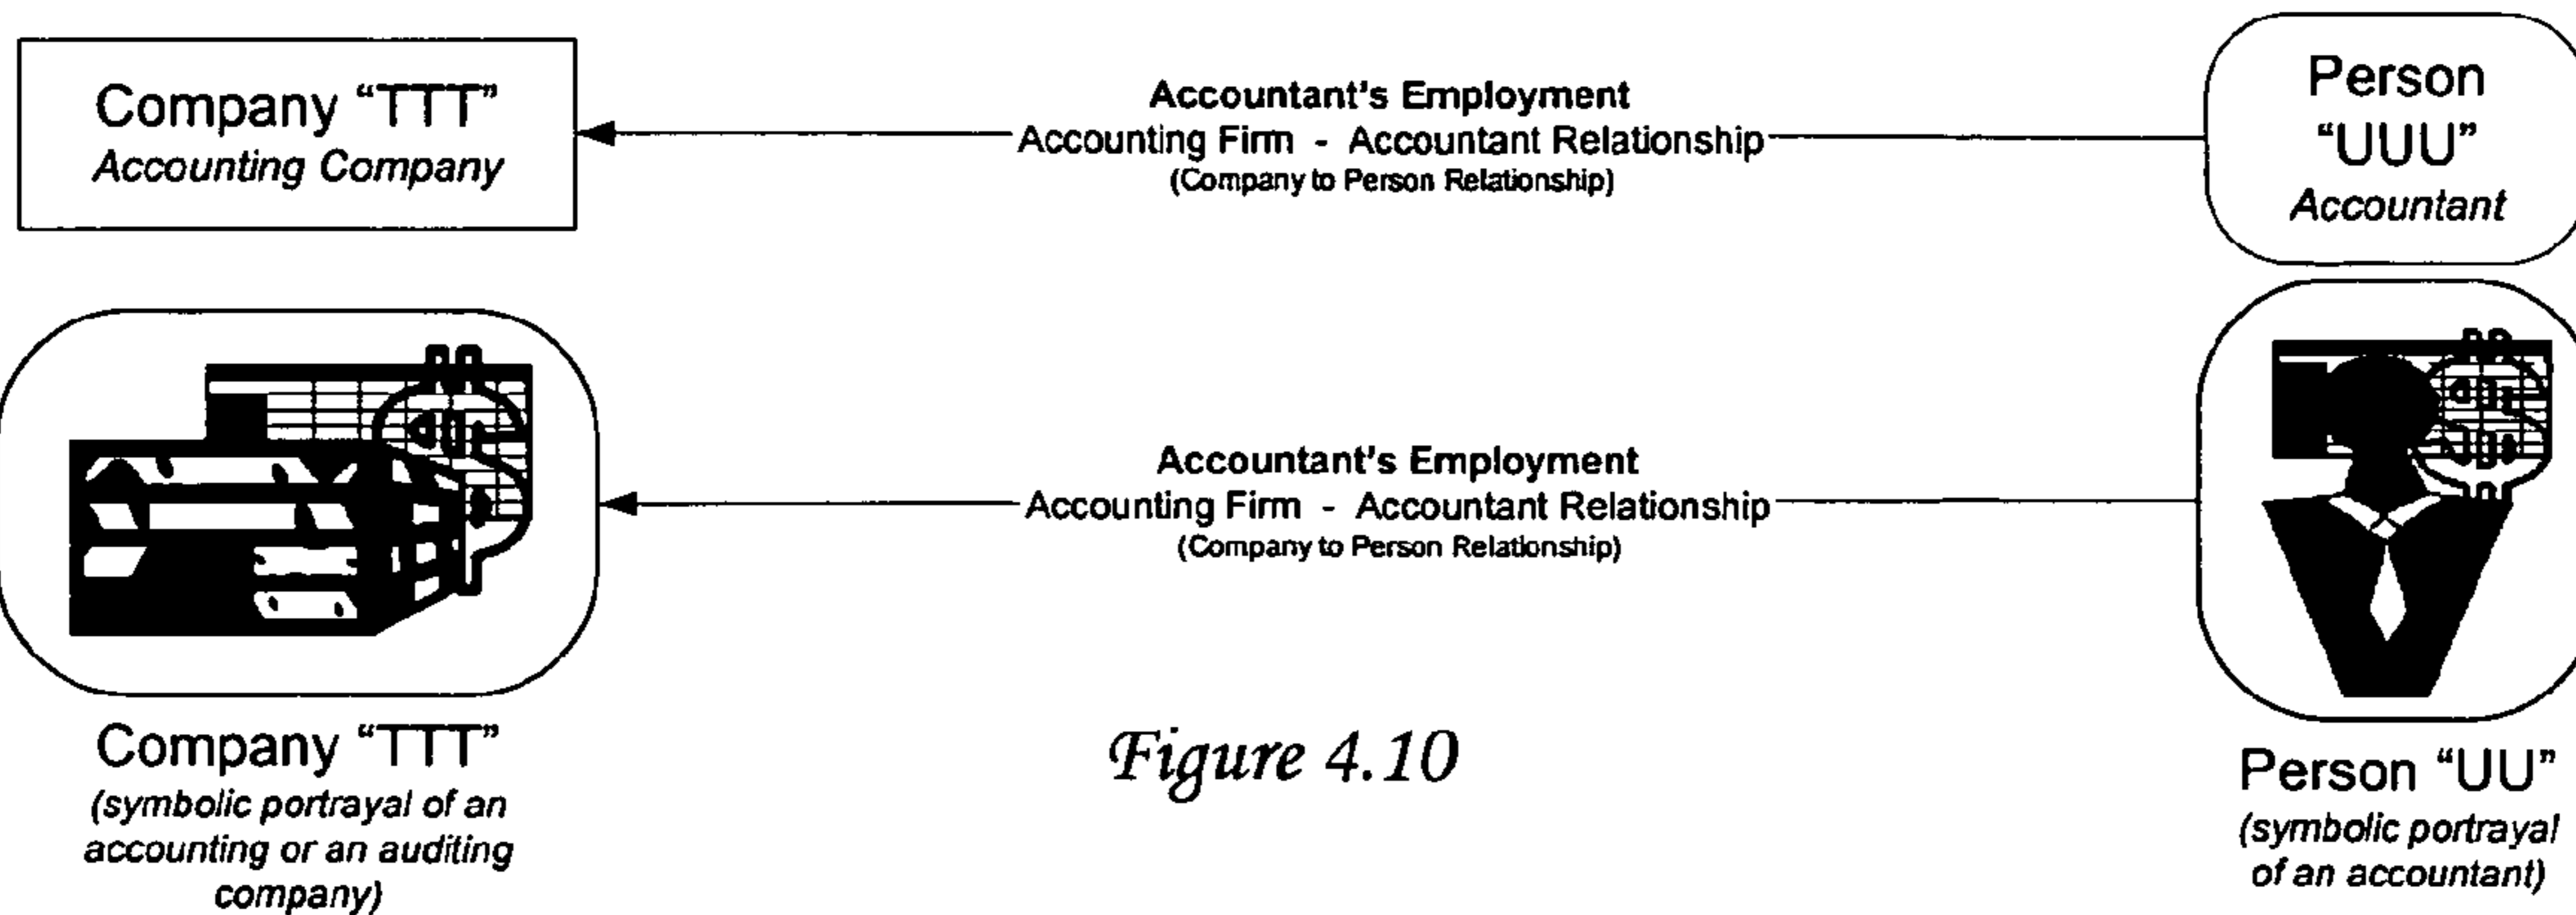 Company “TTT”
Accounting Company
Accountant's Employment
Accounting Firm - Accountant Relationship
(Company to Person Relationship)
Person
“UUU”
Accountant
Accountant's Employment
Accounting Firm - Accountant Relationship
(Company to Person Relationship)
Company “TTT”
(symbolic portrayal of an
accounting or an auditing
company)
Figure 4.10
Person “UU”
(symbolic portrayal
of an accountant)